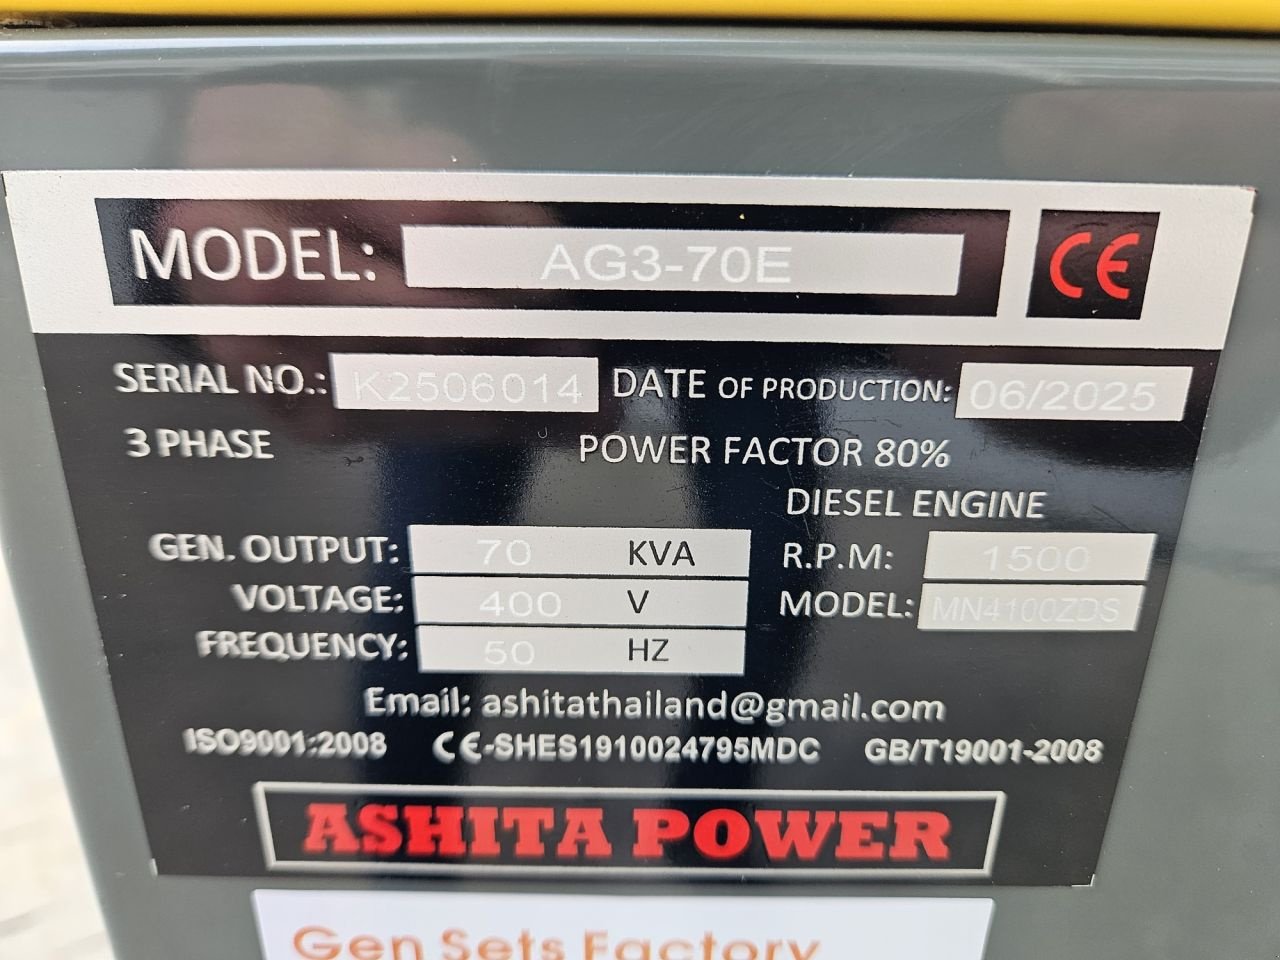 MODEL: AG3-70E CE
SERIAL NO.: K2506014 DATE OF PRODUCTION: 06/2025
3 PHASE POWER FACTOR 80%
DIESEL ENGINE
GEN. OUTPUT: 70 KVA R.P.M: 1500
VOLTAGE: 400 V MODEL: MN4100ZDS
FREQUENCY: 50 HZ
Email: ashitathailand@gmail.com
ISO9001:2008 CE-SHES1910024795MDC GB/T19001-2008
ASHITA POWER
Gen Sets Factory